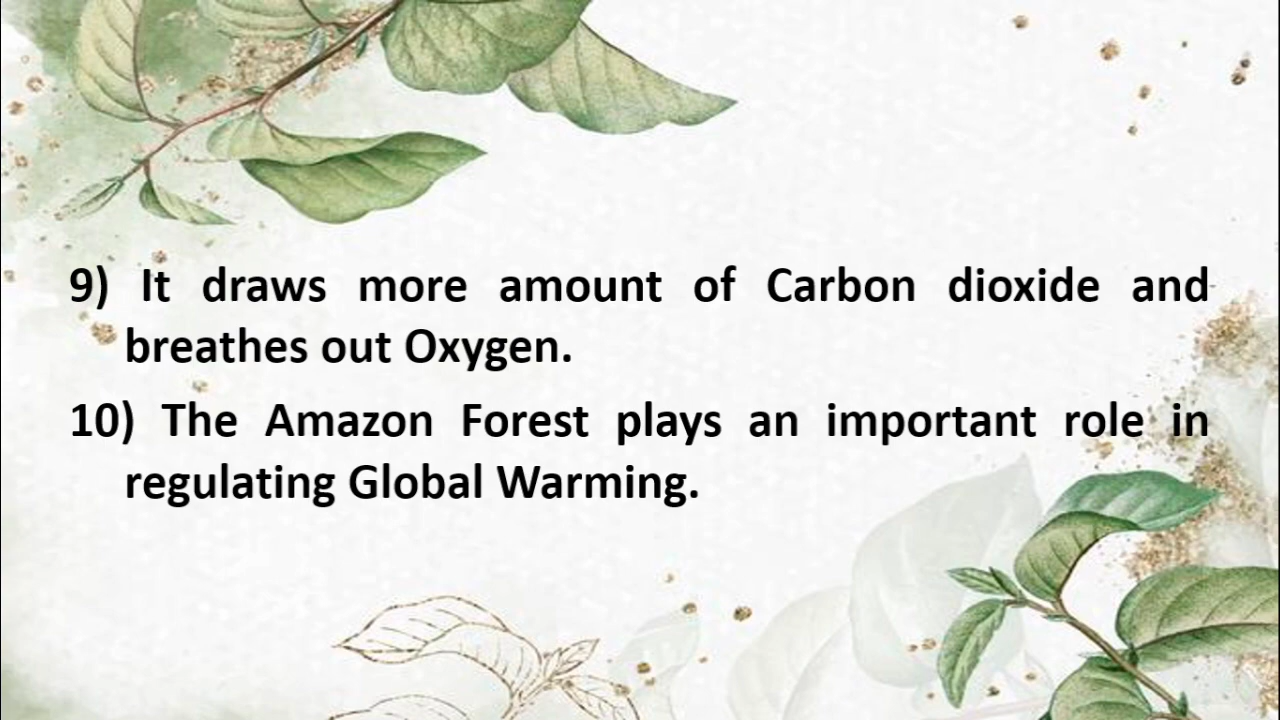 9) It draws more amount of Carbon dioxide and
breathes out Oxygen.
10) The Amazon Forest plays an important role in
regulating Global Warming.